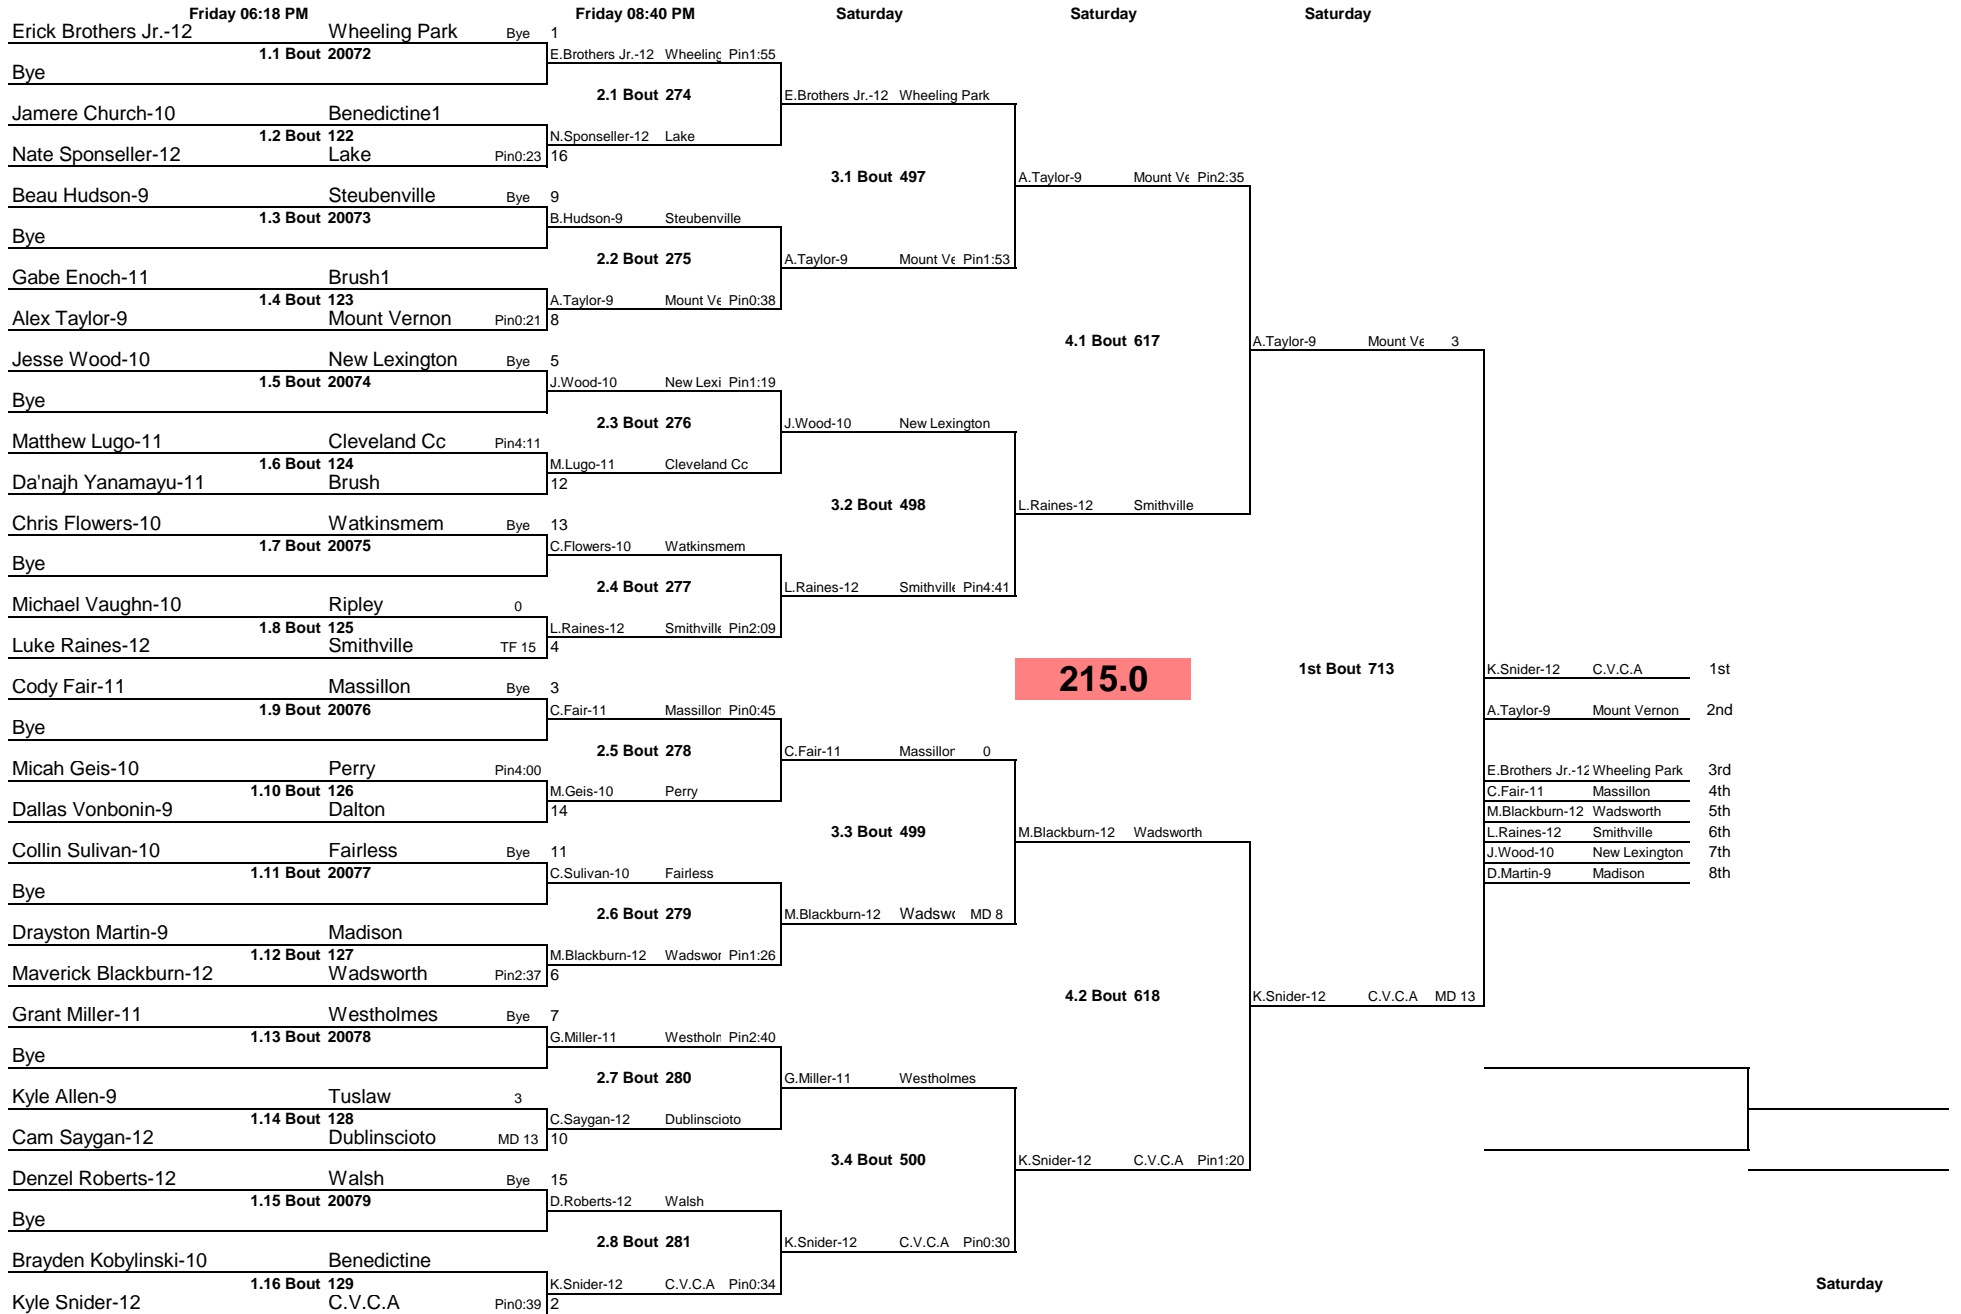 Friday 06:18 PM Friday 08:40 PM Saturday Saturday Saturday
Erick Brothers Jr.-12 Wheeling Park Bye 1
1.1 Bout 20072 E.Brothers Jr.-12 Wheeling Pin1:55
Bye
2.1 Bout 274 E.Brothers Jr.-12 Wheeling Park
Jamere Church-10 Benedictine1
1.2 Bout 122 N.Sponseller-12 Lake
Nate Sponseller-12 Lake Pin0:23 16
3.1 Bout 497 A.Taylor-9 Mount Ve Pin2:35
Beau Hudson-9 Steubenville Bye 9
1.3 Bout 20073 B.Hudson-9 Steubenville
Bye
2.2 Bout 275 A.Taylor-9 Mount Ve Pin1:53
Gabe Enoch-11 Brush1
1.4 Bout 123 A.Taylor-9 Mount Ve Pin0:38
Alex Taylor-9 Mount Vernon Pin0:21 8
4.1 Bout 617 A.Taylor-9 Mount Ve 3
Jesse Wood-10 New Lexington Bye 5
1.5 Bout 20074 J.Wood-10 New Lexi Pin1:19
Bye
2.3 Bout 276 J.Wood-10 New Lexington
Matthew Lugo-11 Cleveland Cc Pin4:11
1.6 Bout 124 M.Lugo-11 Cleveland Cc
Da'najh Yanamayu-11 Brush 12
3.2 Bout 498 L.Raines-12 Smithville
Chris Flowers-10 Watkinsmem Bye 13
1.7 Bout 20075 C.Flowers-10 Watkinsmem
Bye
2.4 Bout 277 L.Raines-12 Smithville Pin4:41
Michael Vaughn-10 Ripley 0
1.8 Bout 125 L.Raines-12 Smithville Pin2:09
Luke Raines-12 Smithville TF 15 4
215.0 1st Bout 713 K.Snider-12 C.V.C.A 1st
Cody Fair-11 Massillon Bye 3
1.9 Bout 20076 C.Fair-11 Massillon Pin0:45 A.Taylor-9 Mount Vernon 2nd
Bye
2.5 Bout 278 C.Fair-11 Massillon 0
Micah Geis-10 Perry Pin4:00 E.Brothers Jr.-12 Wheeling Park 3rd
1.10 Bout 126 M.Geis-10 Perry C.Fair-11 Massillon 4th
Dallas Vonbonin-9 Dalton 14 M.Blackburn-12 Wadsworth 5th
3.3 Bout 499 M.Blackburn-12 Wadsworth L.Raines-12 Smithville 6th
Collin Sulivan-10 Fairless Bye 11 J.Wood-10 New Lexington 7th
1.11 Bout 20077 C.Sulivan-10 Fairless D.Martin-9 Madison 8th
Bye
2.6 Bout 279 M.Blackburn-12 Wadswo MD 8
Drayston Martin-9 Madison
1.12 Bout 127 M.Blackburn-12 Wadswor Pin1:26
Maverick Blackburn-12 Wadsworth Pin2:37 6
4.2 Bout 618 K.Snider-12 C.V.C.A MD 13
Grant Miller-11 Westholmes Bye 7
1.13 Bout 20078 G.Miller-11 Westholm Pin2:40
Bye
2.7 Bout 280 G.Miller-11 Westholmes
Kyle Allen-9 Tuslaw 3
1.14 Bout 128 C.Saygan-12 Dublinscioto
Cam Saygan-12 Dublinscioto MD 13 10
3.4 Bout 500 K.Snider-12 C.V.C.A Pin1:20
Denzel Roberts-12 Walsh Bye 15
1.15 Bout 20079 D.Roberts-12 Walsh
Bye
2.8 Bout 281 K.Snider-12 C.V.C.A Pin0:30
Brayden Kobylinski-10 Benedictine
1.16 Bout 129 K.Snider-12 C.V.C.A Pin0:34 Saturday
Kyle Snider-12 C.V.C.A Pin0:39 2